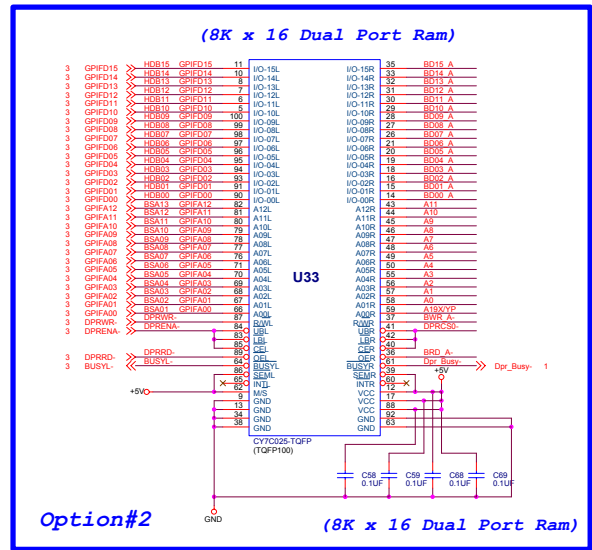 (8K x 16 Dual Port Ram)
3 GPIFD15 HDB15 GPIFD15 11 I/O-15L I/O-15R 35 BD15_A
3 GPIFD14 HDB14 GPIFD14 10 I/O-14L I/O-14R 33 BD14_A
3 GPIFD13 HDB13 GPIFD13 8 I/O-13L I/O-13R 32 BD13_A
3 GPIFD12 HDB12 GPIFD12 7 I/O-12L I/O-12R 31 BD12_A
3 GPIFD11 HDB11 GPIFD11 6 I/O-11L I/O-11R 30 BD11_A
3 GPIFD10 HDB10 GPIFD10 5 I/O-10L I/O-10R 29 BD10_A
3 GPIFD09 HDB09 GPIFD09 100 I/O-09L I/O-09R 28 BD09_A
3 GPIFD08 HDB08 GPIFD08 99 I/O-08L I/O-08R 27 BD08_A
3 GPIFD07 HDB07 GPIFD07 98 I/O-07L I/O-07R 26 BD07_A
3 GPIFD06 HDB06 GPIFD06 97 I/O-06L I/O-06R 21 BD06_A
3 GPIFD05 HDB05 GPIFD05 96 I/O-05L I/O-05R 20 BD05_A
3 GPIFD04 HDB04 GPIFD04 95 I/O-04L I/O-04R 19 BD04_A
3 GPIFD03 HDB03 GPIFD03 94 I/O-03L I/O-03R 18 BD03_A
3 GPIFD02 HDB02 GPIFD02 93 I/O-02L I/O-02R 16 BD02_A
3 GPIFD01 HDB01 GPIFD01 91 I/O-01L I/O-01R 15 BD01_A
3 GPIFD00 HDB00 GPIFD00 90 I/O-00L I/O-00R 14 BD00_A
3 GPIFA12 BSA13 GPIFA12 82 A12L A12R 43 A11
3 GPIFA11 BSA12 GPIFA11 81 A11L A11R 44 A10
3 GPIFA10 BSA11 GPIFA10 80 A10L A10R 45 A9
3 GPIFA09 BSA10 GPIFA09 79 A09L A09R 46 A8
3 GPIFA08 BSA09 GPIFA08 78 A08L A08R 47 A7
3 GPIFA07 BSA08 GPIFA07 77 A07L A07R 48 A6
3 GPIFA06 BSA07 GPIFA06 76 A06L A06R 49 A5
3 GPIFA05 BSA06 GPIFA05 71 A05L A05R 50 A4
3 GPIFA04 BSA05 GPIFA04 70 A04L A04R 55 A3
3 GPIFA03 BSA04 GPIFA03 69 A03L A03R 56 A2
3 GPIFA02 BSA03 GPIFA02 68 A02L A02R 57 A1
3 GPIFA01 BSA02 GPIFA01 67 A01L A01R 58 A0
3 GPIFA00 BSA01 GPIFA00 66 A00L A00R 59 A19X/YP
3 DPRWR- DPRWR- 87 R/WL R/WR 37 BWR_A-
3 DPRENA- DPRENA- 84 UBL UBR 41 DPRCS0-
83 LBL LBR 42
85 CEL CER 40
3 DPRRD- DPRRD- 89 OEL OER 36 BRD_A-
3 BUSYL- BUSYL- 64 BUSYL BUSYR 61 Dpr_Busy- 1
86 SEML SEMR 39 +5V
65 INTL INTR 60
+5V 62 M/S VCC 12
9 GND VCC 17
13 GND VCC 88
34 GND GND 92
38 GND GND 63
U33
CY7C025-TQFP
(TQFP100)
C58 0.1UF
C59 0.1UF
C68 0.1UF
C69 0.1UF
GND
Option#2
(8K x 16 Dual Port Ram)